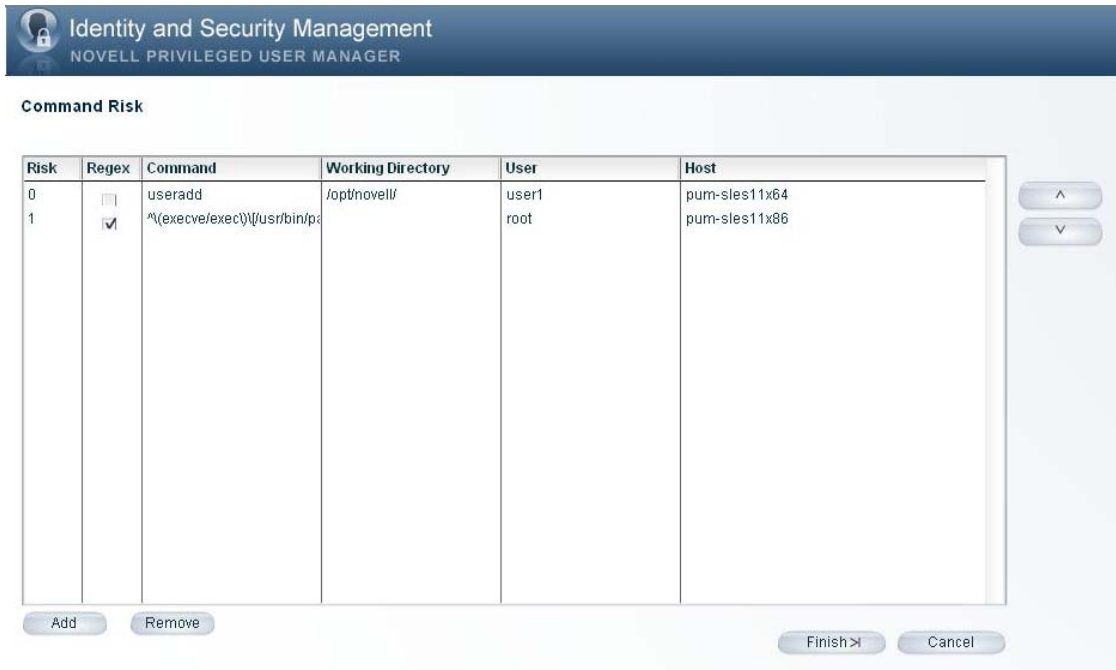 Identity and Security Management
NOVELL PRIVILEGED USER MANAGER
Command Risk
Risk Regex Command Working Directory User Host
0 useradd /opt/novell/ user1 pum-sles11x64
1 ^\(execve/exec\)\[/usr/bin/pa root pum-sles11x86
^
v
Add Remove
Finish>| Cancel